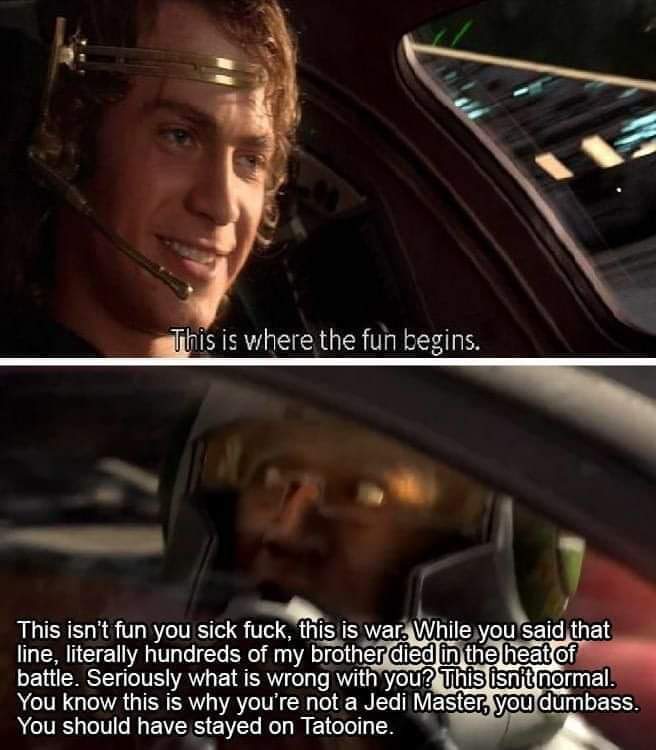 This is where the fun begins.
This isn't fun you sick fuck, this is war. While you said that
line, literally hundreds of my brother died in the heat of
battle. Seriously what is wrong with you? This isn't normal.
You know this is why you're not a Jedi Master, you dumbass.
You should have stayed on Tatooine.